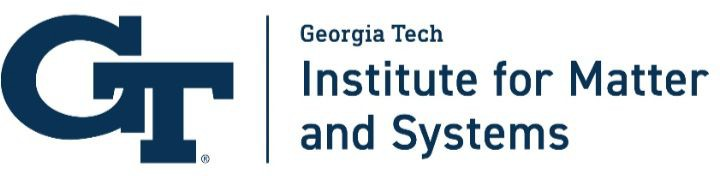 GT®
Georgia Tech
Institute for Matter
and Systems